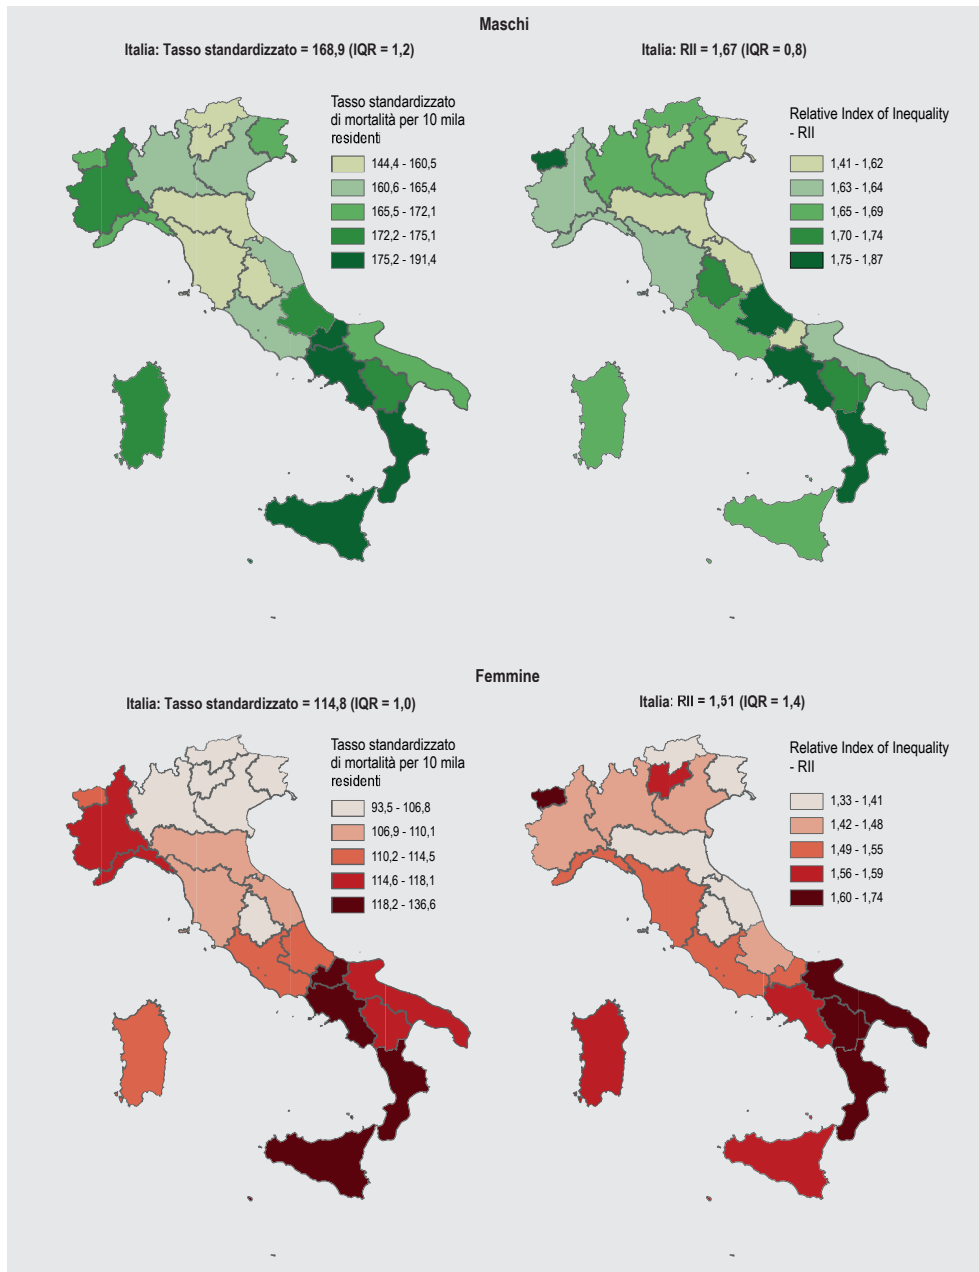 Maschi
Italia: Tasso standardizzato = 168,9 (IQR = 1,2)
Tasso standardizzato
di mortalità per 10 mila
residenti
144,4 - 160,5
160,6 - 165,4
165,5 - 172,1
172,2 - 175,1
175,2 - 191,4
Italia: RII = 1,67 (IQR = 0,8)
Relative Index of Inequality
- RII
1,41 - 1,62
1,63 - 1,64
1,65 - 1,69
1,70 - 1,74
1,75 - 1,87
Femmine
Italia: Tasso standardizzato = 114,8 (IQR = 1,0)
Tasso standardizzato
di mortalità per 10 mila
residenti
93,5 - 106,8
106,9 - 110,1
110,2 - 114,5
114,6 - 118,1
118,2 - 136,6
Italia: RII = 1,51 (IQR = 1,4)
Relative Index of Inequality
- RII
1,33 - 1,41
1,42 - 1,48
1,49 - 1,55
1,56 - 1,59
1,60 - 1,74